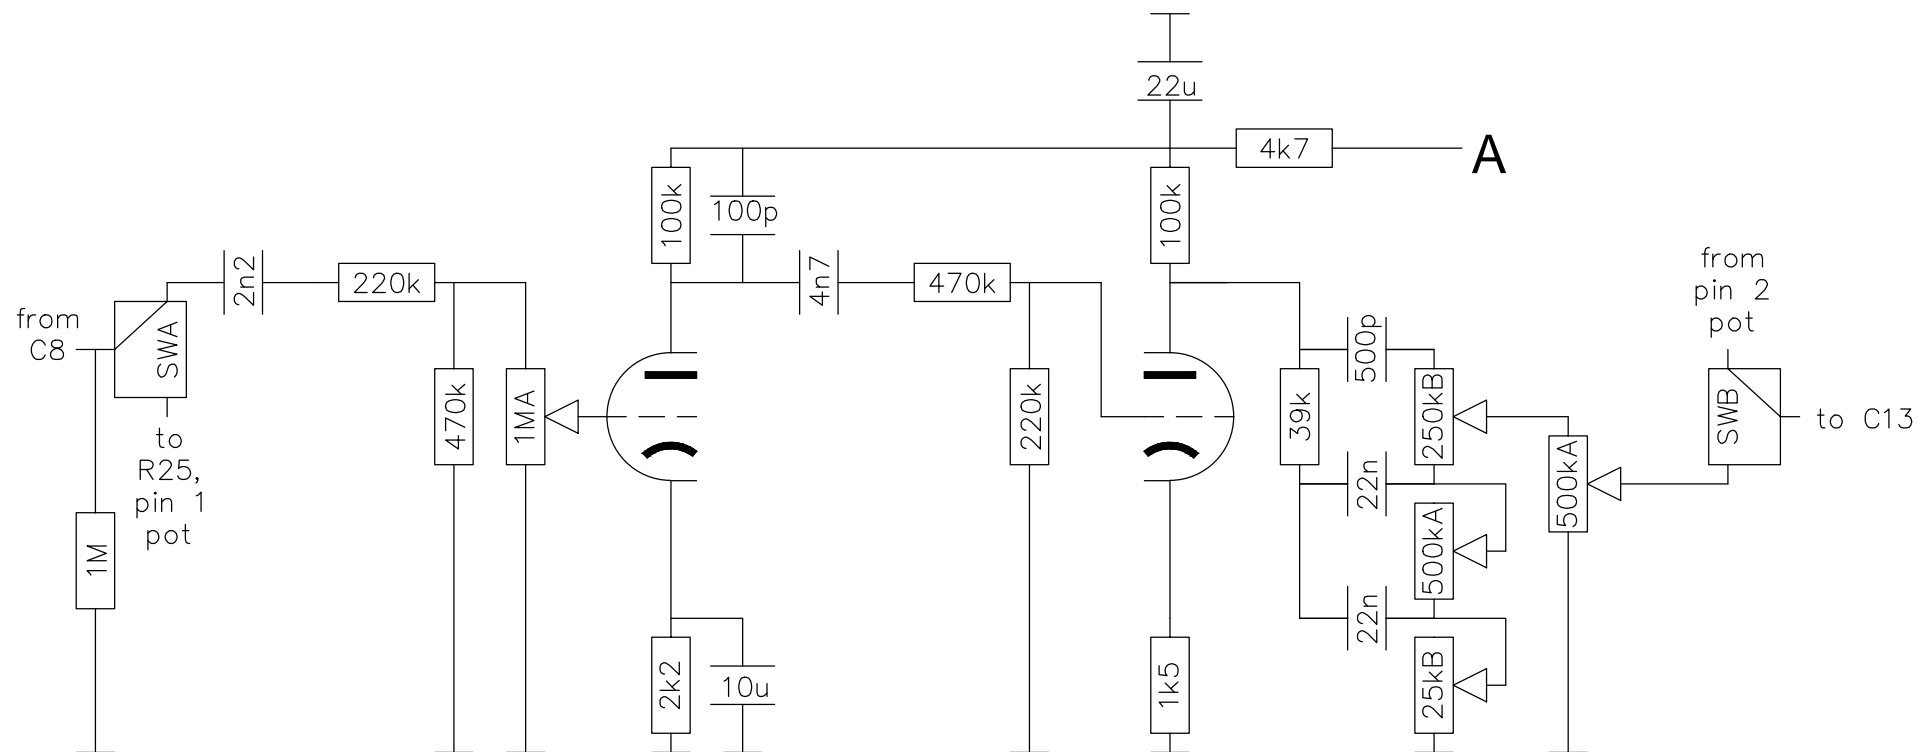 22u
4k7
A
100k
100p
100k
2n2
220k
4n7
470k
from
C8
SWA
to
R25,
pin 1
pot
1M
470k
1MA
220k
39k
500p
250kB
22n
500kA
22n
25kB
500kA
from
pin 2
pot
SWB
to C13
2k2
10u
1k5